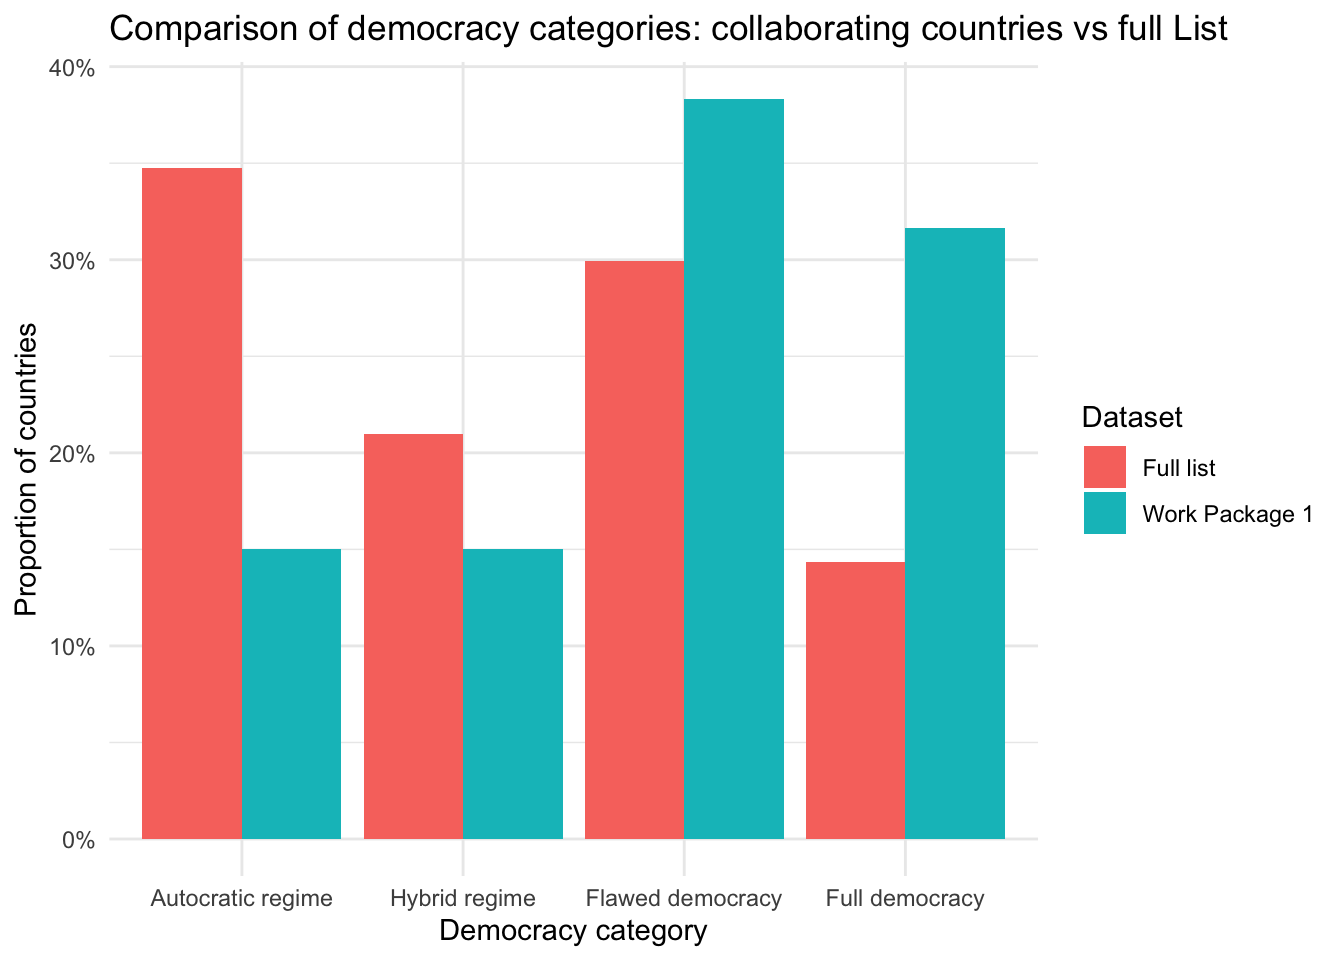 Comparison of democracy categories: collaborating countries vs full List
40%
30%
20%
10%
0%
Proportion of countries
Autocratic regime
Hybrid regime
Flawed democracy
Full democracy
Democracy category
Dataset
Full list
Work Package 1